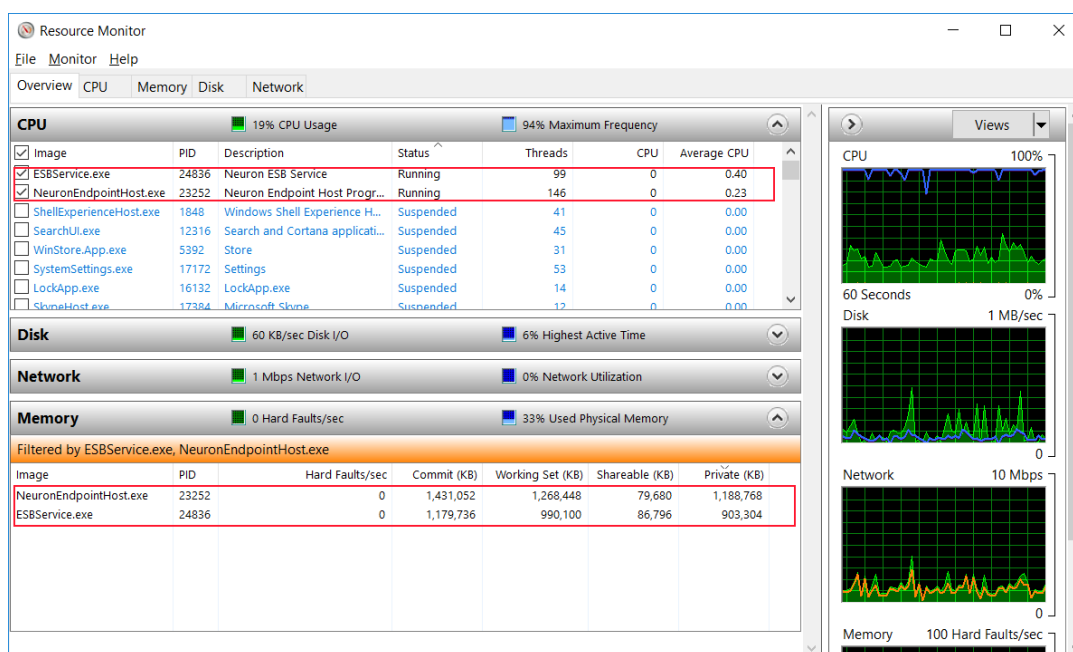 Resource Monitor
File Monitor Help
Overview CPU Memory Disk Network
CPU 19% CPU Usage 94% Maximum Frequency
Image PID Description Status Threads CPU Average CPU
ESBService.exe 24836 Neuron ESB Service Running 99 0 0.40
NeuronEndpointHost.exe 23252 Neuron Endpoint Host Progr... Running 146 0 0.23
ShellExperienceHost.exe 1848 Windows Shell Experience H... Suspended 41 0 0.00
SearchUI.exe 12316 Search and Cortana applicati... Suspended 45 0 0.00
WinStore.App.exe 5392 Store Suspended 31 0 0.00
SystemSettings.exe 17172 Settings Suspended 53 0 0.00
LockApp.exe 16132 LockApp.exe Suspended 14 0 0.00
SkypeHost.exe 17384 Microsoft Skype Suspended 12 0 0.00
Disk 60 KB/sec Disk I/O 6% Highest Active Time
Network 1 Mbps Network I/O 0% Network Utilization
Memory 0 Hard Faults/sec 33% Used Physical Memory
Filtered by ESBService.exe, NeuronEndpointHost.exe
Image PID Hard Faults/sec Commit (KB) Working Set (KB) Shareable (KB) Private (KB)
NeuronEndpointHost.exe 23252 0 1,431,052 1,268,448 79,680 1,188,768
ESBService.exe 24836 0 1,179,736 990,100 86,796 903,304
Views
CPU 100%
60 Seconds 0%
Disk 1 MB/sec
0
Network 10 Mbps
0
Memory 100 Hard Faults/sec